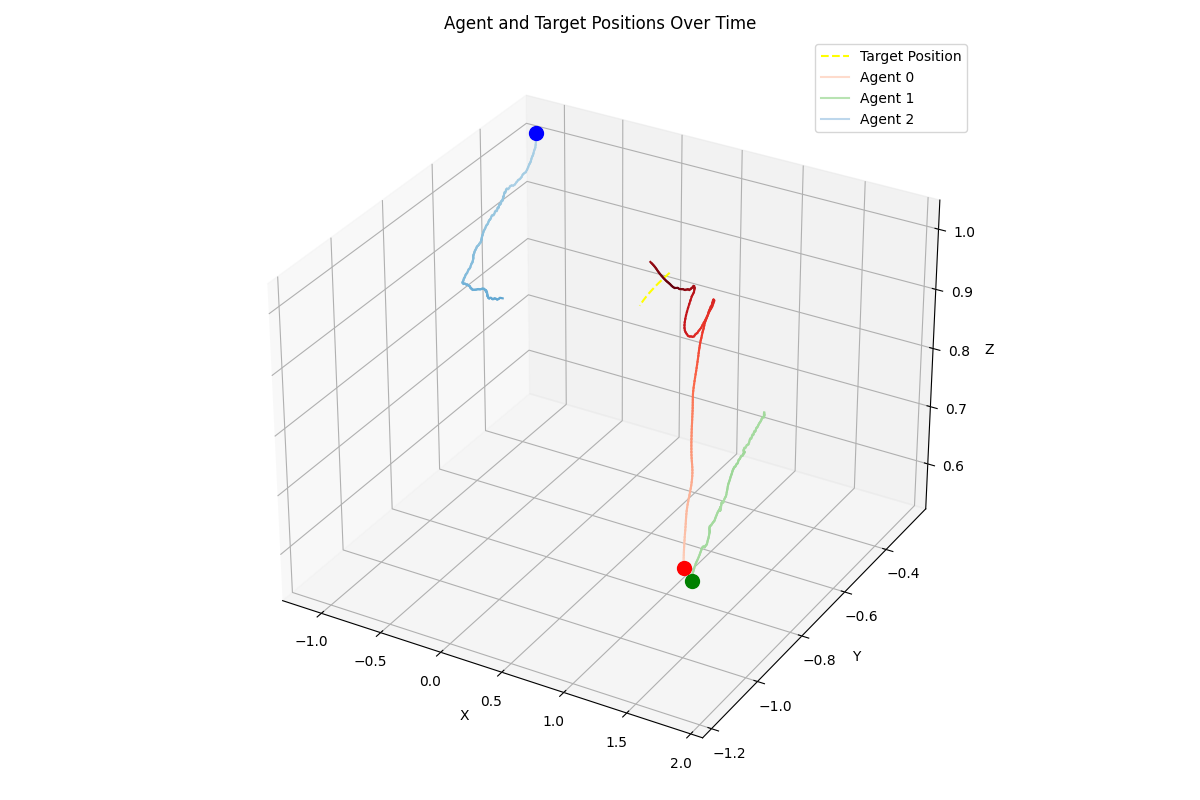 Agent and Target Positions Over Time
Target Position
Agent 0
Agent 1
Agent 2
1.0
0.9
0.8
0.7
0.6
Z
−0.4
−0.6
−0.8
−1.0
−1.2
Y
−1.0
−0.5
0.0
0.5
1.0
1.5
2.0
X